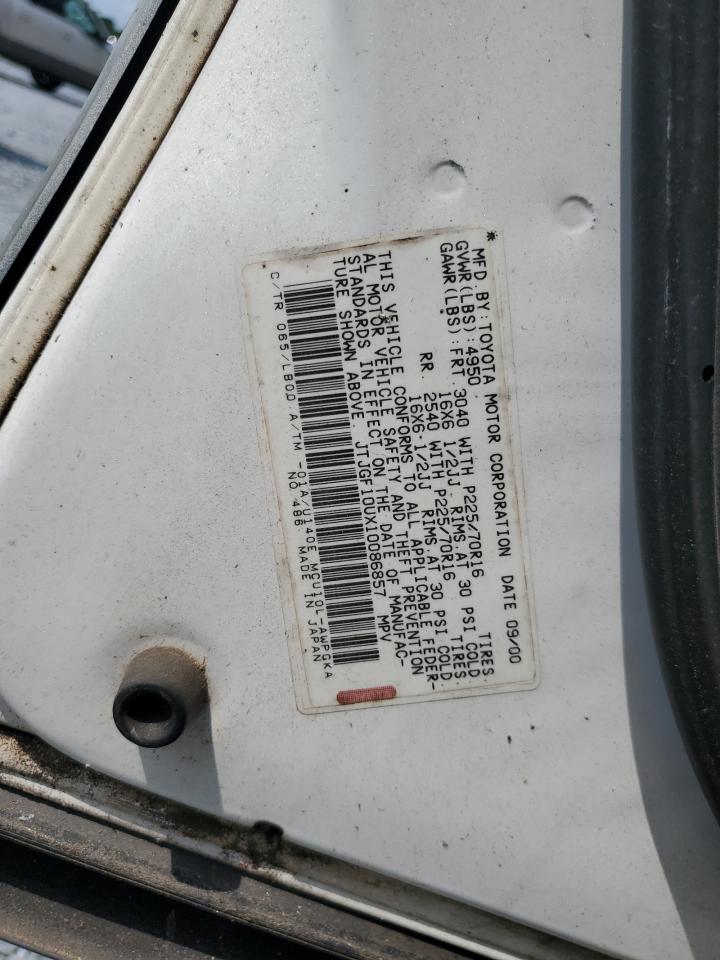 MFD BY:TOYOTA MOTOR CORPORATION DATE 09/00
GVWR(LBS):4950
GAWR(LBS):FRT. 3040 WITH P225/70R16 TIRES.
16X6 1/2JJ RIMS.AT 30 PSI COLD
RR. 2540 WITH P225/70R16 TIRES.
16X6-1/2JJ RIMS.AT 30 PSI COLD.
THIS VEHICLE CONFORMS TO ALL APPLICABLE FEDER-
AL MOTOR VEHICLE SAFETY AND THEFT PREVENTION
STANDARDS IN EFFECT ON THE DATE OF MANUFAC-
TURE SHOWN ABOVE. JTJGF10UX10086857 MPV
C/TR 065/LB00 A/TM -01A/U140E MCU10L-AWPGKA
NO.486 MADE IN JAPAN